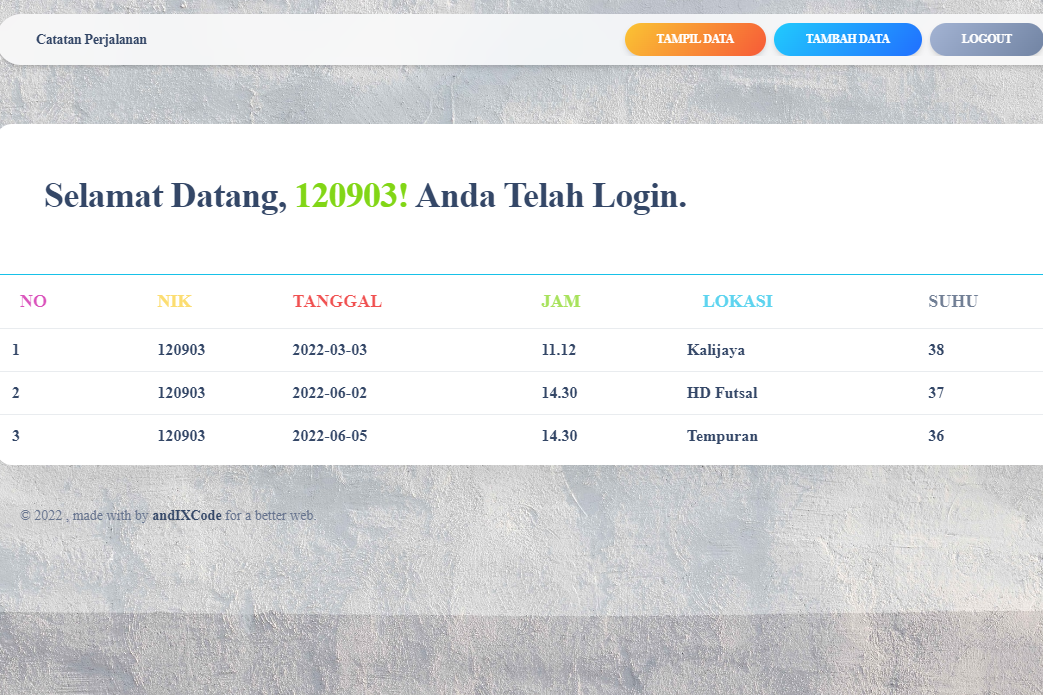 Catatan Perjalanan TAMPIL DATA TAMBAH DATA LOGOUT
Selamat Datang, 120903! Anda Telah Login.
NO NIK TANGGAL JAM LOKASI SUHU
1 120903 2022-03-03 11.12 Kalijaya 38
2 120903 2022-06-02 14.30 HD Futsal 37
3 120903 2022-06-05 14.30 Tempuran 36
© 2022 , made with by andIXCode for a better web.